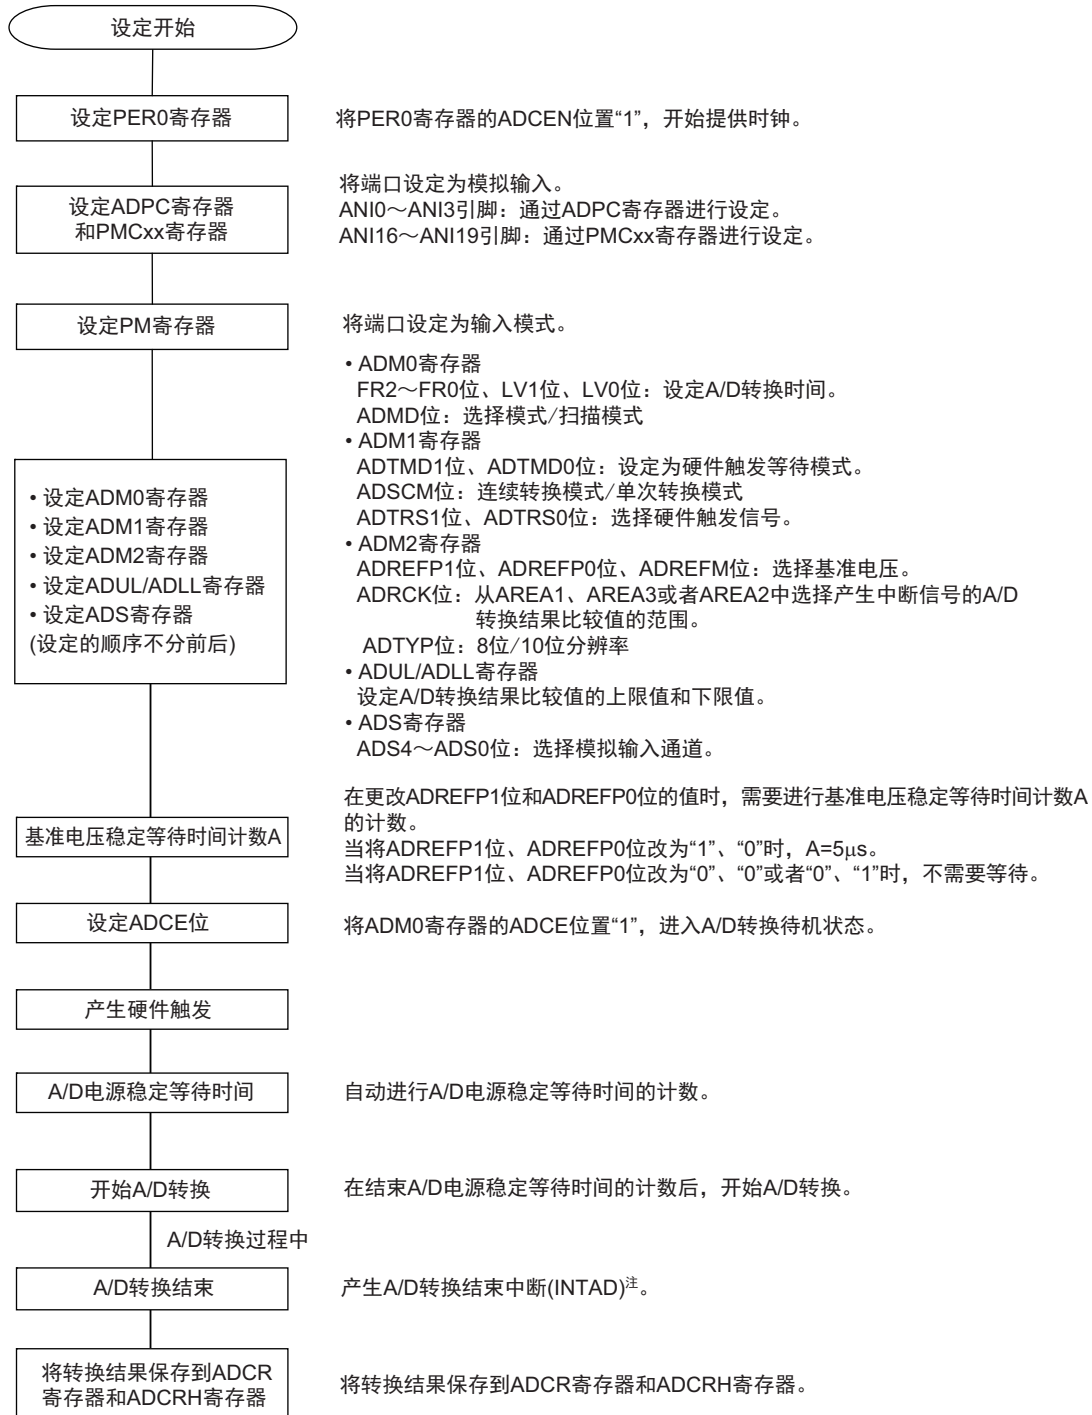 设定开始
设定PER0寄存器
将PER0寄存器的ADCEN位置“1”，开始提供时钟。
设定ADPC寄存器
和PMCxx寄存器
将端口设定为模拟输入。
ANI0～ANI3引脚：通过ADPC寄存器进行设定。
ANI16～ANI19引脚：通过PMCxx寄存器进行设定。
设定PM寄存器
将端口设定为输入模式。
• 设定ADM0寄存器
• 设定ADM1寄存器
• 设定ADM2寄存器
• 设定ADUL/ADLL寄存器
• 设定ADS寄存器
(设定的顺序不分前后)
• ADM0寄存器
FR2～FR0位、LV1位、LV0位：设定A/D转换时间。
ADMD位：选择模式/扫描模式
• ADM1寄存器
ADTMD1位、ADTMD0位：设定为硬件触发等待模式。
ADSCM位：连续转换模式/单次转换模式
ADTRS1位、ADTRS0位：选择硬件触发信号。
• ADM2寄存器
ADREFP1位、ADREFP0位、ADREFM位：选择基准电压。
ADRCK位：从AREA1、AREA3或者AREA2中选择产生中断信号的A/D
转换结果比较值的范围。
ADTYP位：8位/10位分辨率
• ADUL/ADLL寄存器
设定A/D转换结果比较值的上限值和下限值。
• ADS寄存器
ADS4～ADS0位：选择模拟输入通道。
基准电压稳定等待时间计数A
在更改ADREFP1位和ADREFP0位的值时，需要进行基准电压稳定等待时间计数A
的计数。
当将ADREFP1位、ADREFP0位改为“1”、“0”时，A=5μs。
当将ADREFP1位、ADREFP0位改为“0”、“0”或者“0”、“1”时，不需要等待。
设定ADCE位
将ADM0寄存器的ADCE位置“1”，进入A/D转换待机状态。
产生硬件触发
A/D电源稳定等待时间
自动进行A/D电源稳定等待时间的计数。
开始A/D转换
在结束A/D电源稳定等待时间的计数后，开始A/D转换。
A/D转换过程中
A/D转换结束
产生A/D转换结束中断(INTAD)注。
将转换结果保存到ADCR
寄存器和ADCRH寄存器
将转换结果保存到ADCR寄存器和ADCRH寄存器。